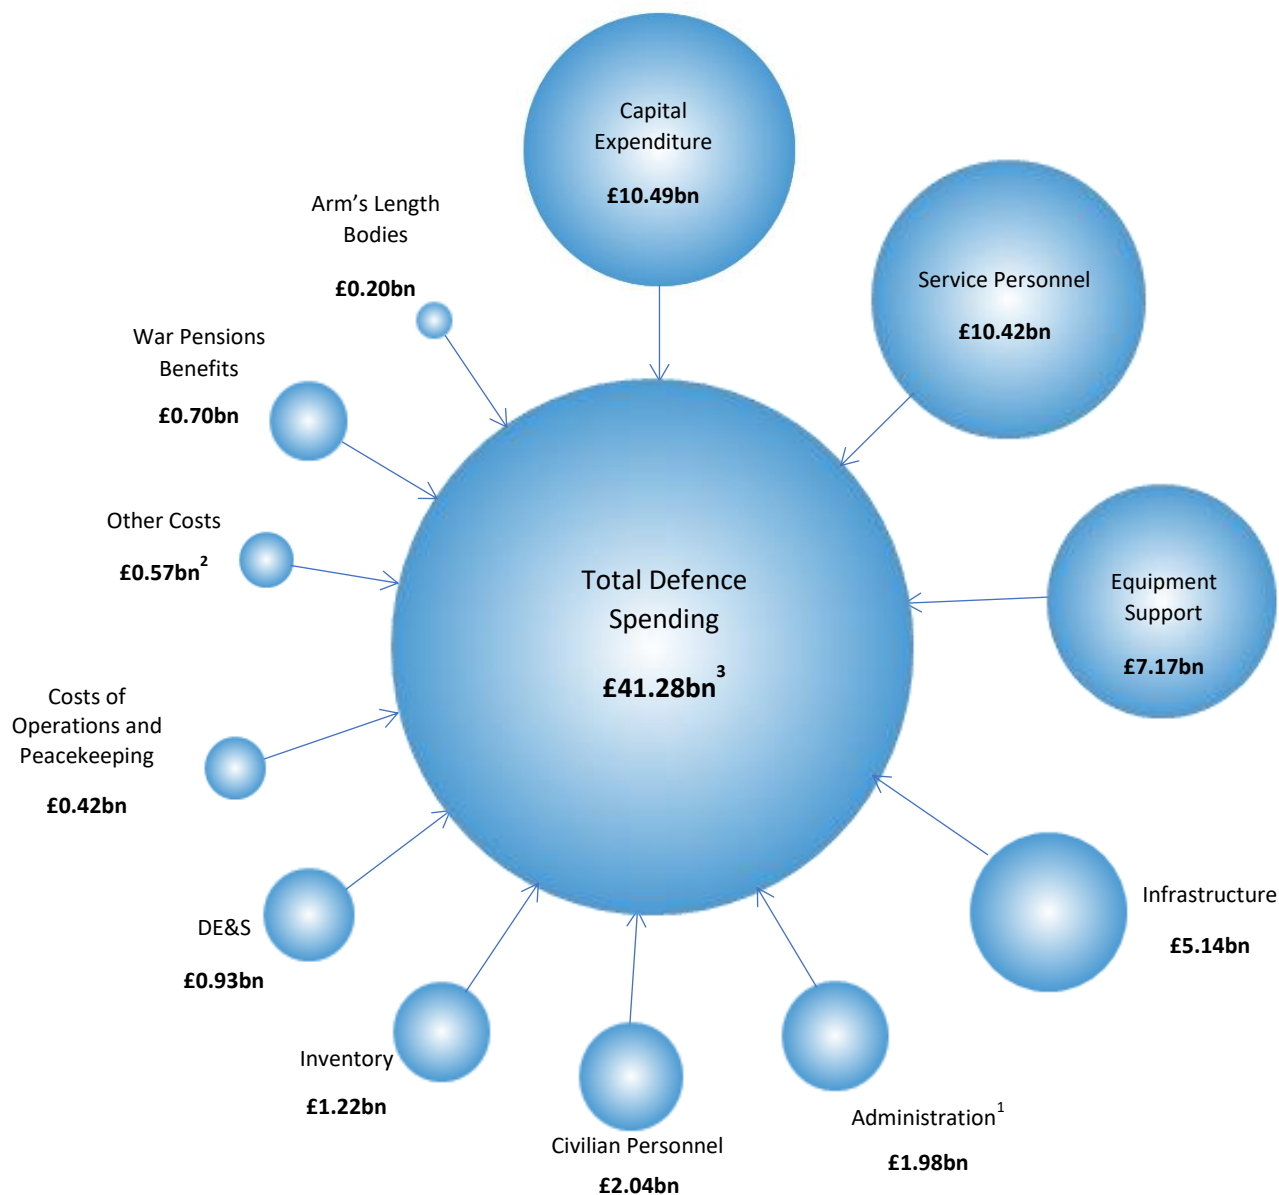 Capital
Expenditure
£10.49bn
Service Personnel
£10.42bn
Equipment
Support
£7.17bn
Infrastructure
£5.14bn
Administration¹
£1.98bn
Civilian Personnel
£2.04bn
Inventory
£1.22bn
DE&S
£0.93bn
Costs of
Operations and
Peacekeeping
£0.42bn
Other Costs
£0.57bn²
War Pensions
Benefits
£0.70bn
Arm’s Length
Bodies
£0.20bn
Total Defence
Spending
£41.28bn³